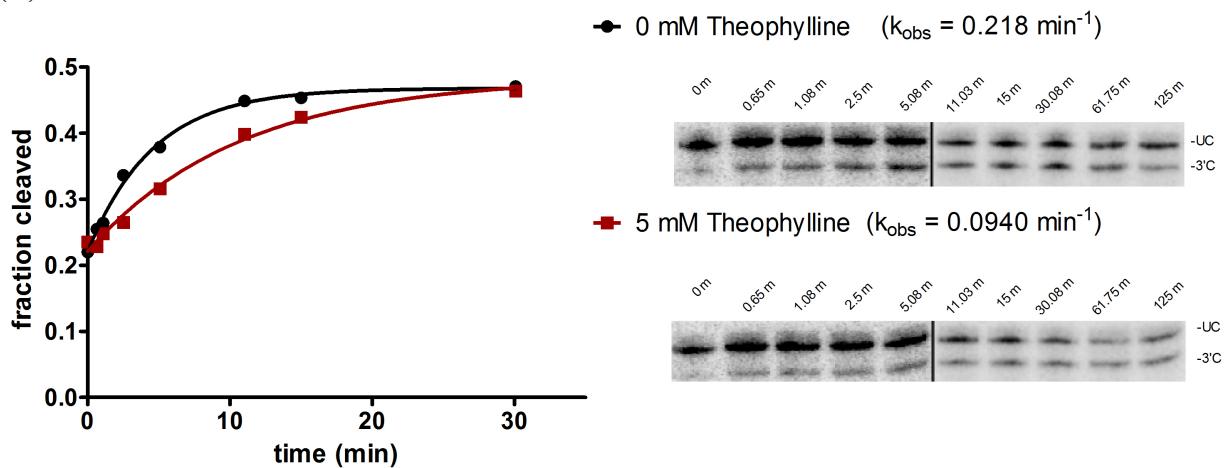 0 mM Theophylline (kobs = 0.218 min-1)
0 m 0.65 m 1.08 m 2.5 m 5.08 m 11.03 m 15 m 30.08 m 61.75 m 125 m
-UC
-3'C
5 mM Theophylline (kobs = 0.0940 min-1)
0 m 0.65 m 1.08 m 2.5 m 5.08 m 11.03 m 15 m 30.08 m 61.75 m 125 m
-UC
-3'C
fraction cleaved
0.5
0.4
0.3
0.2
0.1
0.0
0 10 20 30
time (min)